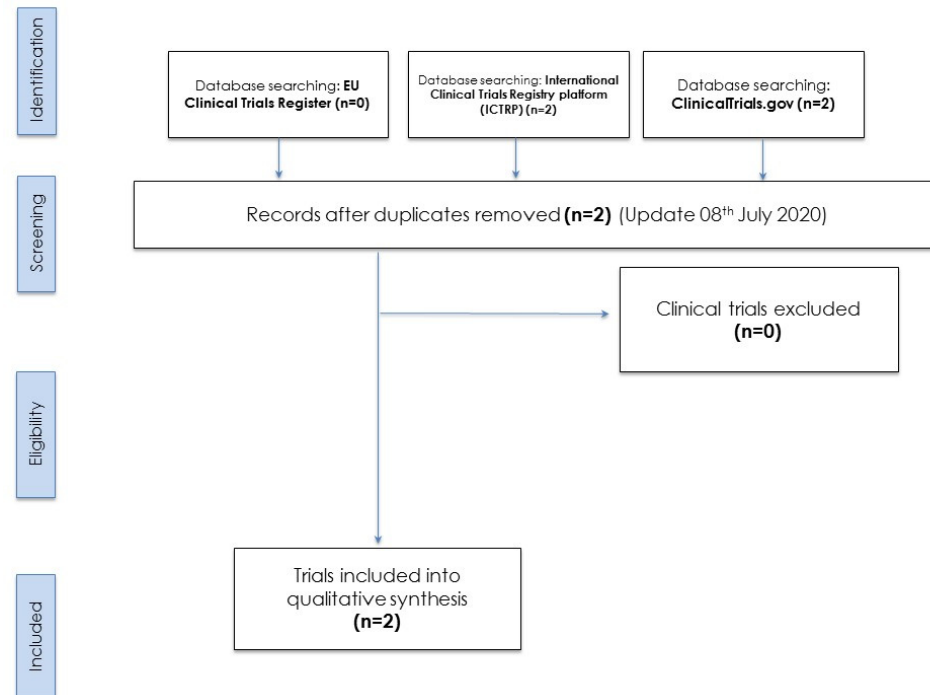 Identification
Database searching: EU
Clinical Trials Register (n=0)
Database searching: International
Clinical Trials Registry platform
(ICTRP) (n=2)
Database searching:
ClinicalTrials.gov (n=2)
Screening
Records after duplicates removed (n=2) (Update 08th July 2020)
Clinical trials excluded
(n=0)
Eligibility
Included
Trials included into
qualitative synthesis
(n=2)